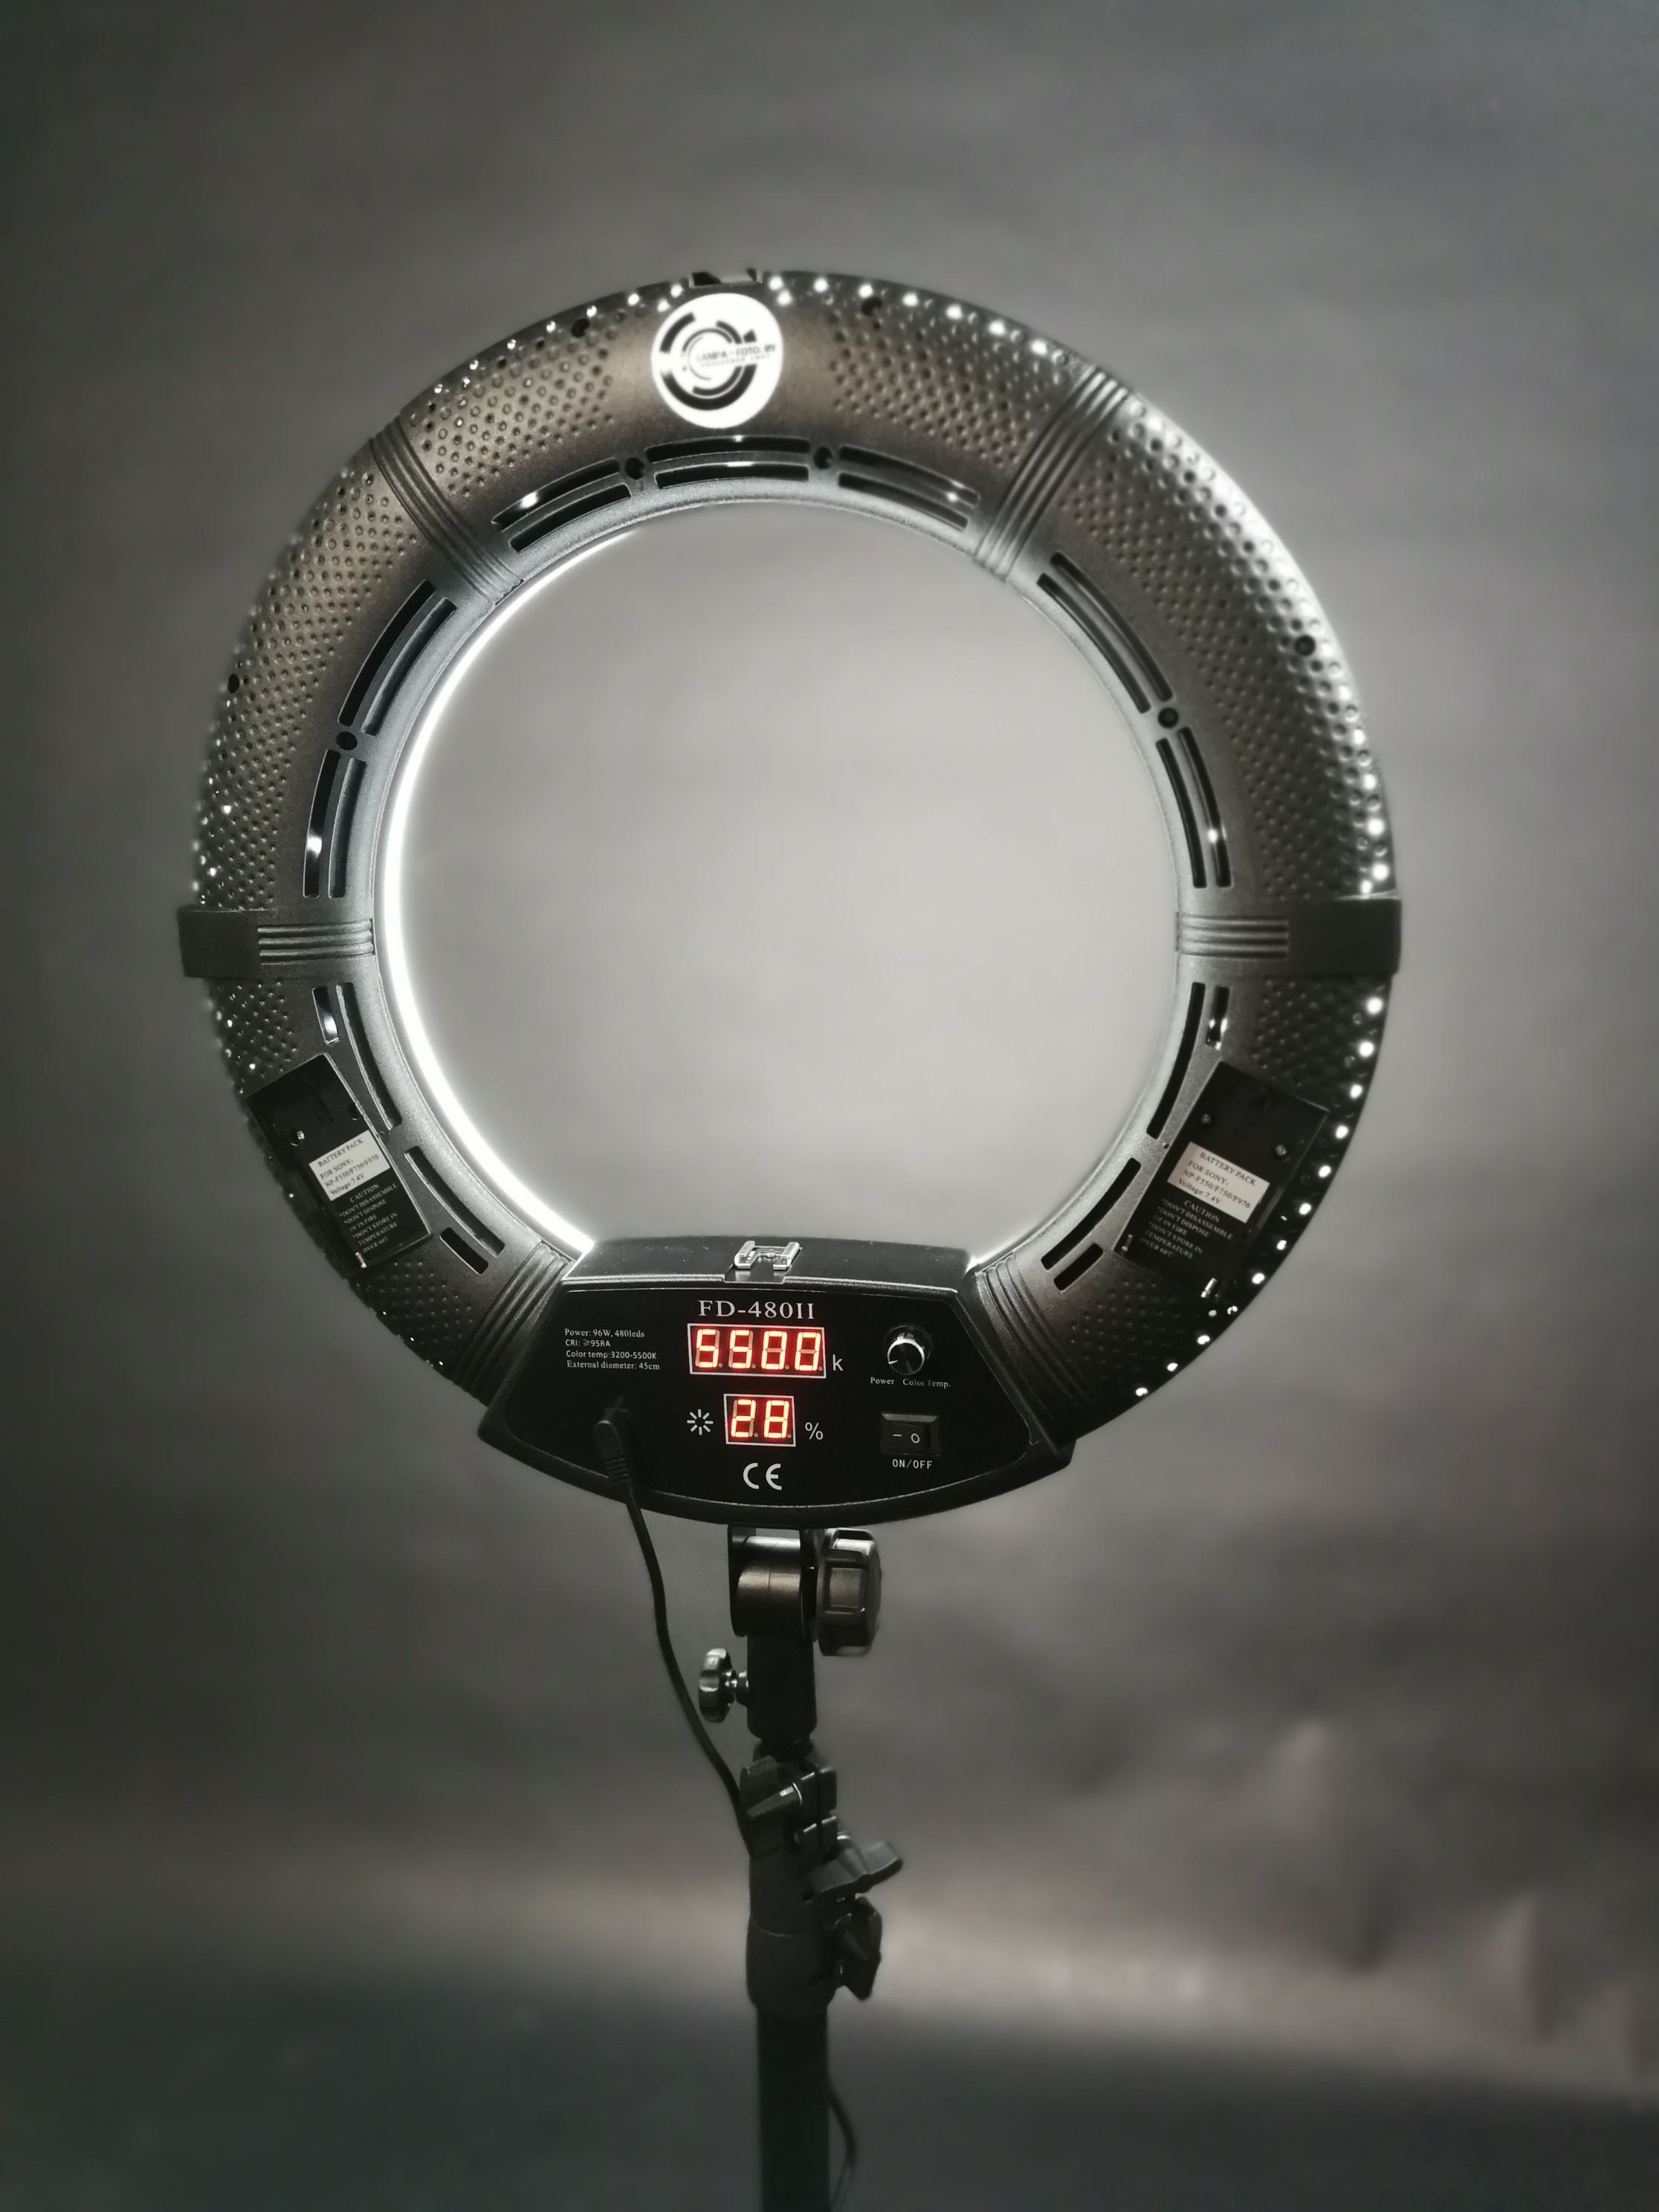 LAMPA-FOTO.BY
BATTERY PACK
FOR SONY:
NP-F550/F750/F970
Voltage:7.4V
CAUTION
*DON'T DISASSEMBLE
*DON'T DISPOSE
OF IN FIRE
*DON'T STORE IN
TEMPERATURE
OVER 60℃
BATTERY PACK
FOR SONY:
NP-F550/F750/F970
Voltage:7.4V
CAUTION
*DON'T DISASSEMBLE
*DON'T DISPOSE
OF IN FIRE
*DON'T STORE IN
TEMPERATURE
OVER 60℃
FD-480II
Power: 96W, 480leds
CRI: ≥95RA
Color temp:3200-5500K
External diameter: 45cm
5500 k
Power Color Temp.
28 %
– o
ON/OFF
CE